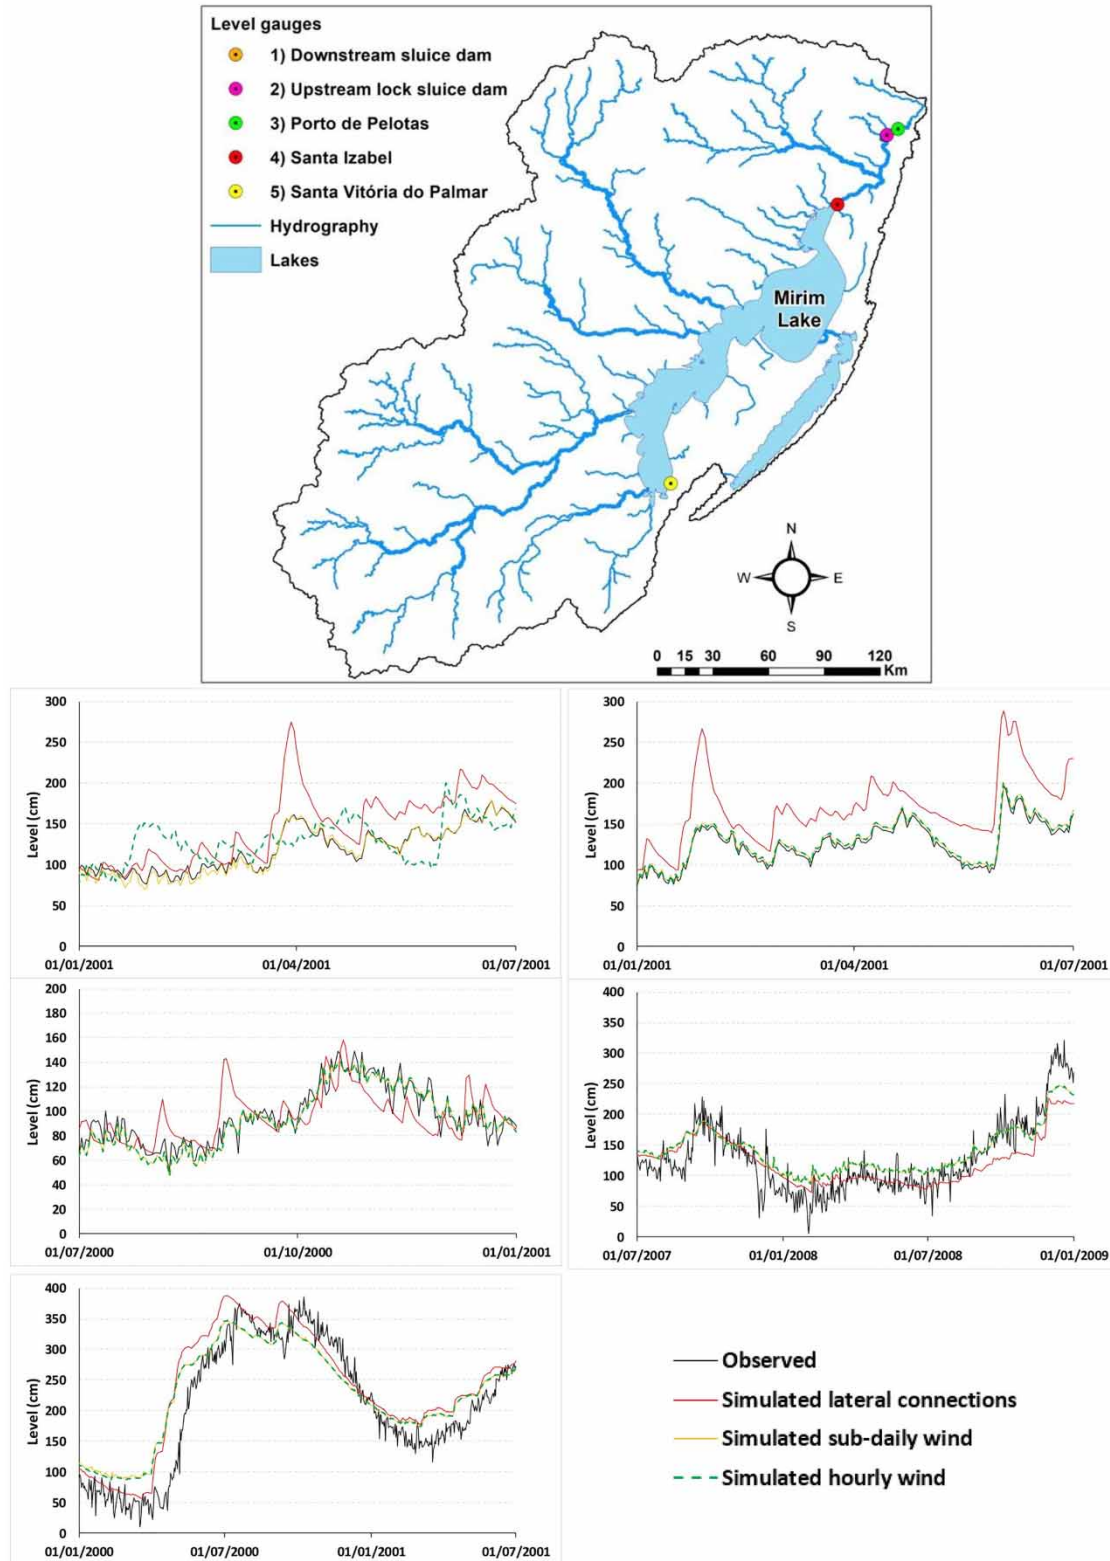 Level gauges
1) Downstream sluice dam
2) Upstream lock sluice dam
3) Porto de Pelotas
4) Santa Izabel
5) Santa Vitória do Palmar
Hydrography
Lakes
Mirim
Lake
N
W E
S
0 15 30 60 90 120
Km
300
250
200
150
100
50
0
Level (cm)
01/01/2001 01/04/2001 01/07/2001
300
250
200
150
100
50
0
Level (cm)
01/01/2001 01/04/2001 01/07/2001
200
180
160
140
120
100
80
60
40
20
0
Level (cm)
01/07/2000 01/10/2000 01/01/2001
400
350
300
250
200
150
100
50
0
Level (cm)
01/07/2007 01/01/2008 01/07/2008 01/01/2009
400
350
300
250
200
150
100
50
0
Level (cm)
01/01/2000 01/07/2000 01/01/2001 01/07/2001
Observed
Simulated lateral connections
Simulated sub-daily wind
Simulated hourly wind